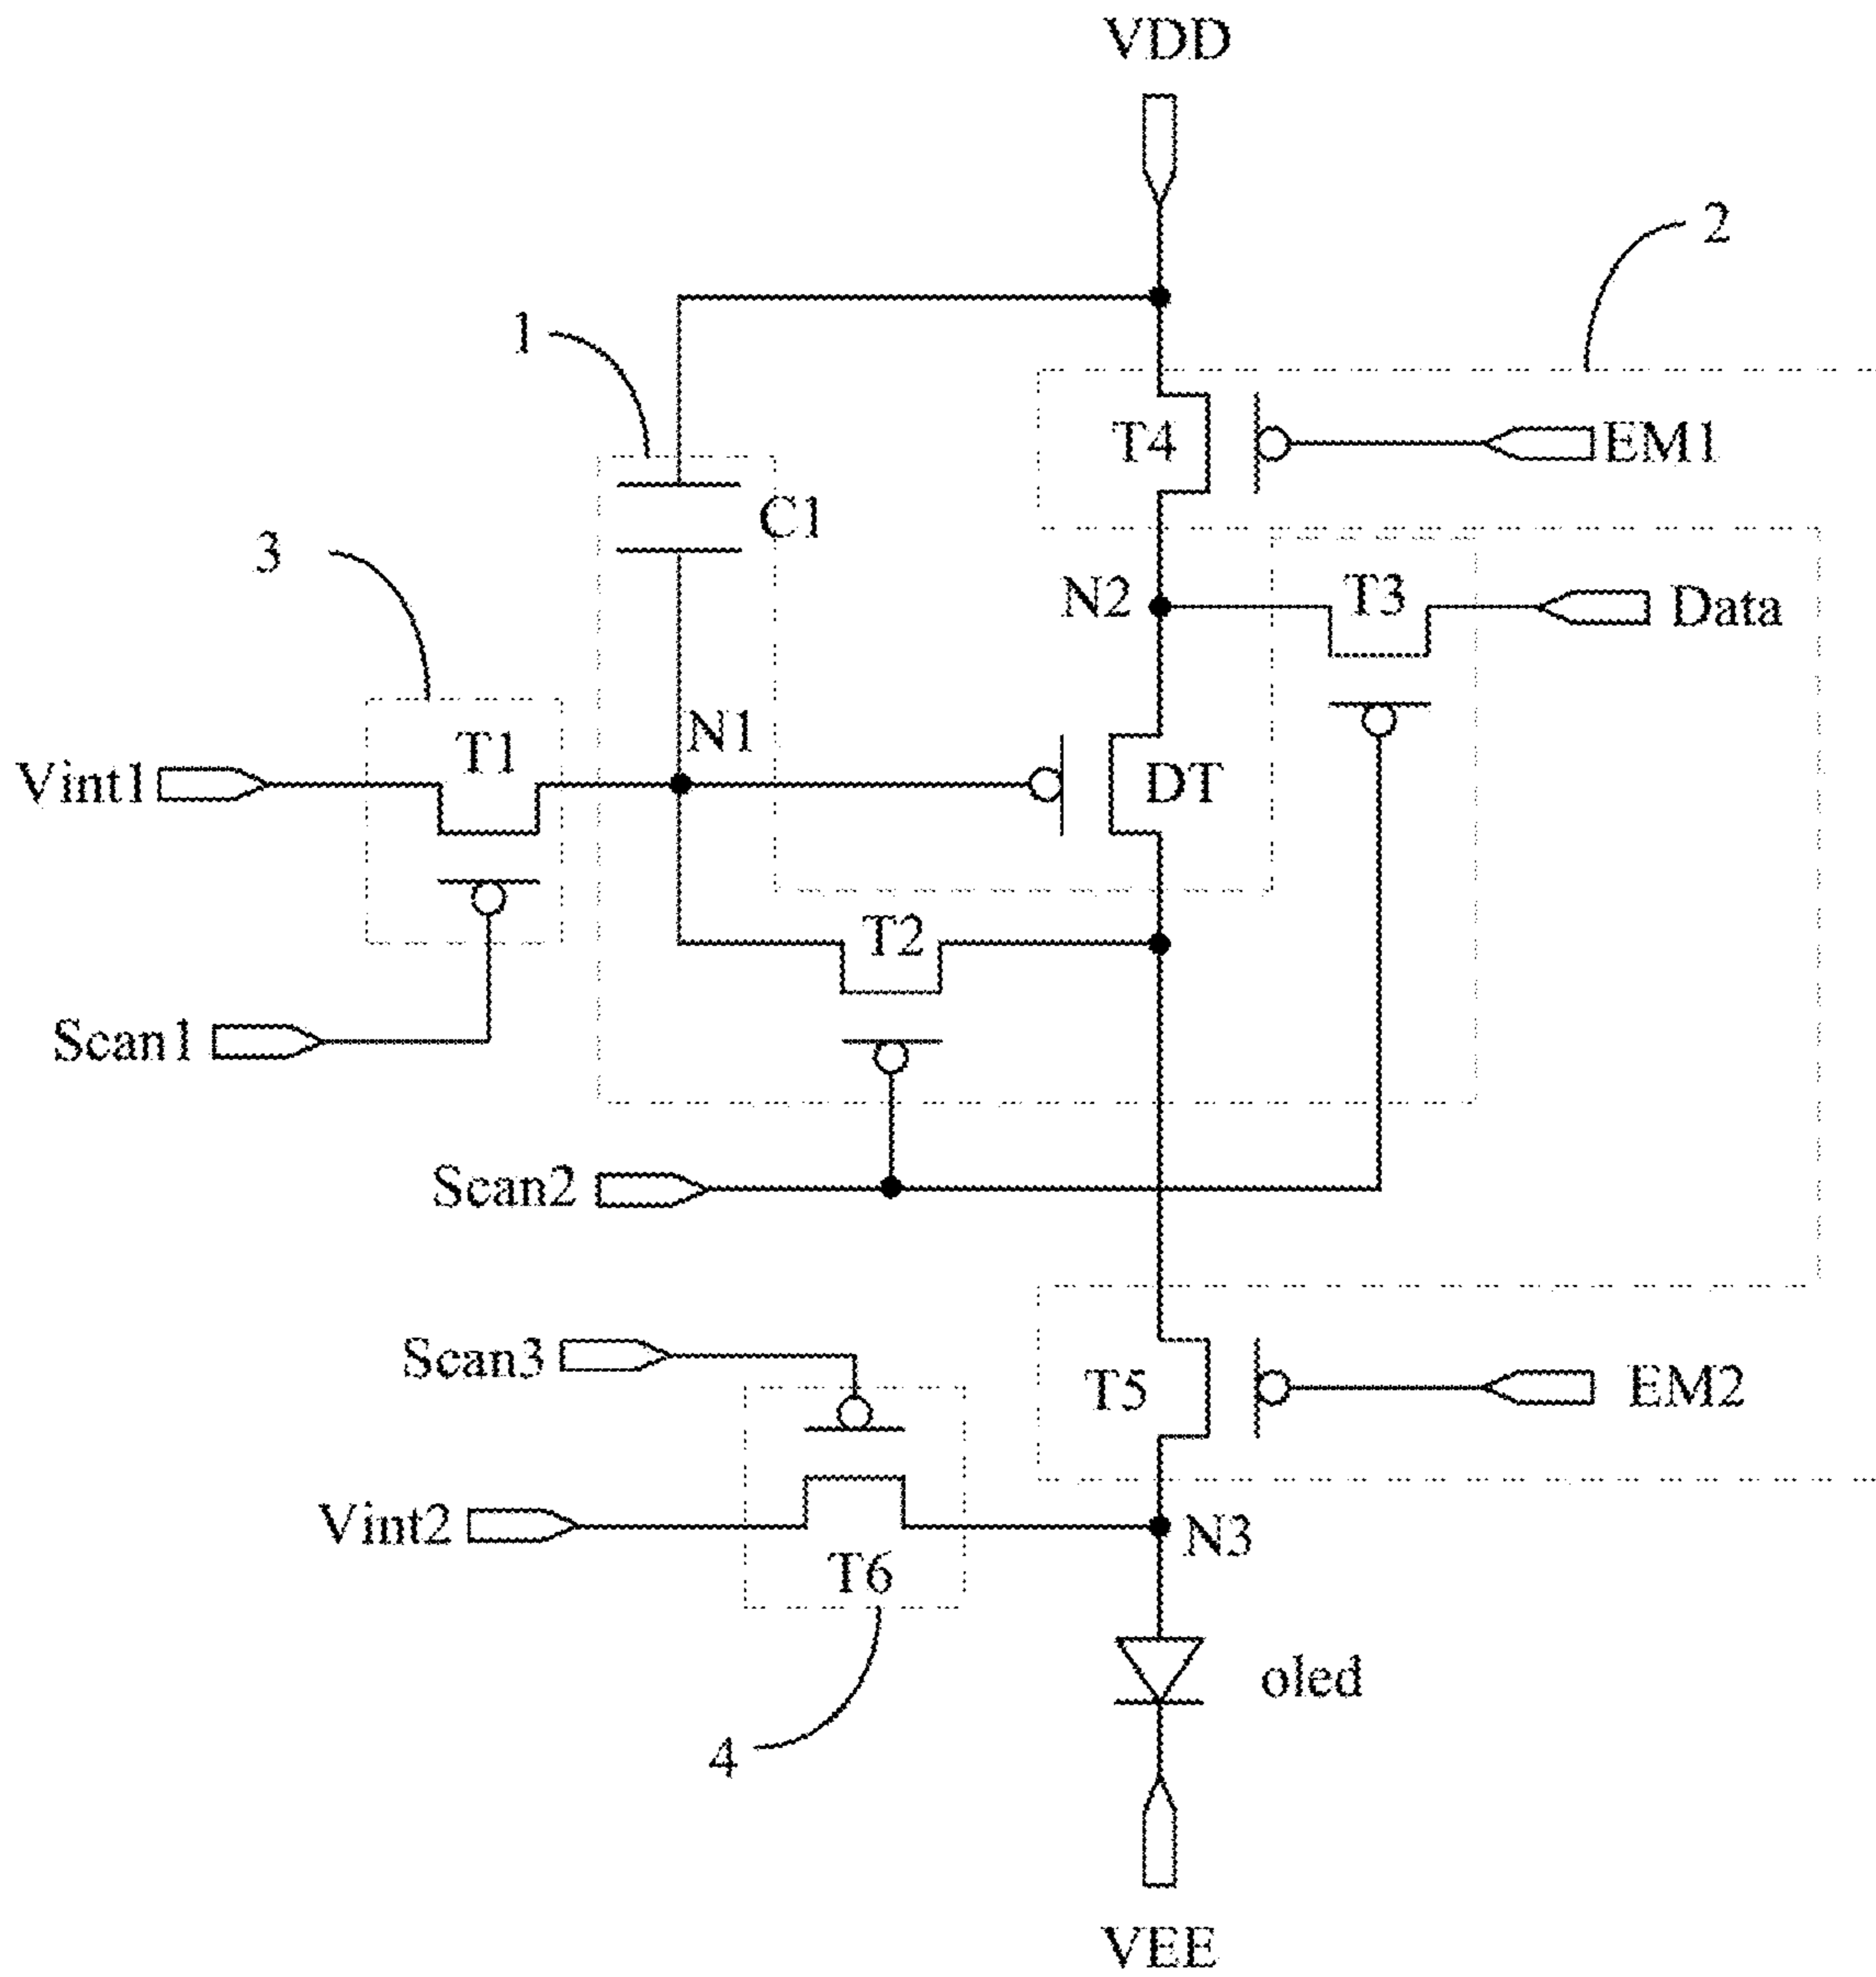 VDD
2
1
T4
EM1
C1
3
N2
T3
Data
N1
T1
Vint1
DT
T2
Scan1
Scan2
Scan3
T5
EM2
Vint2
N3
T6
oled
4
VEE